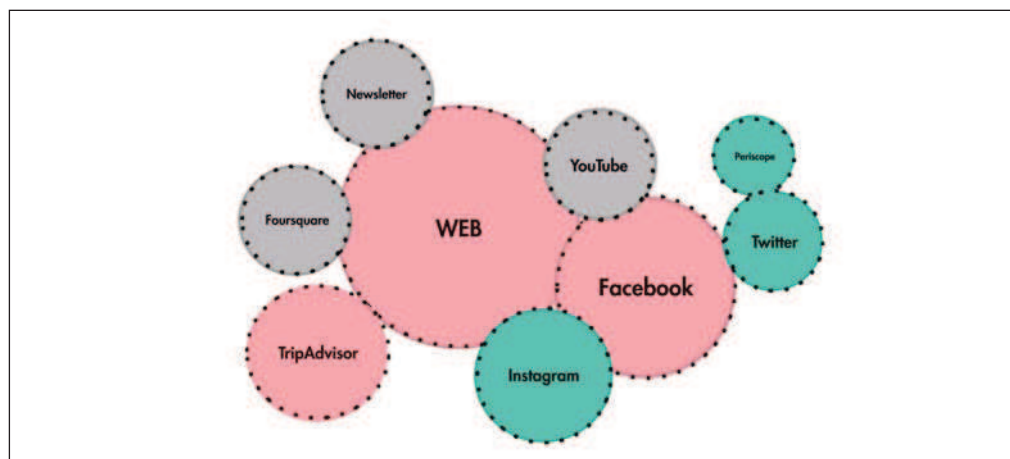 Newsletter
YouTube
Periscope
Foursquare
WEB
Twitter
Facebook
TripAdvisor
Instagram